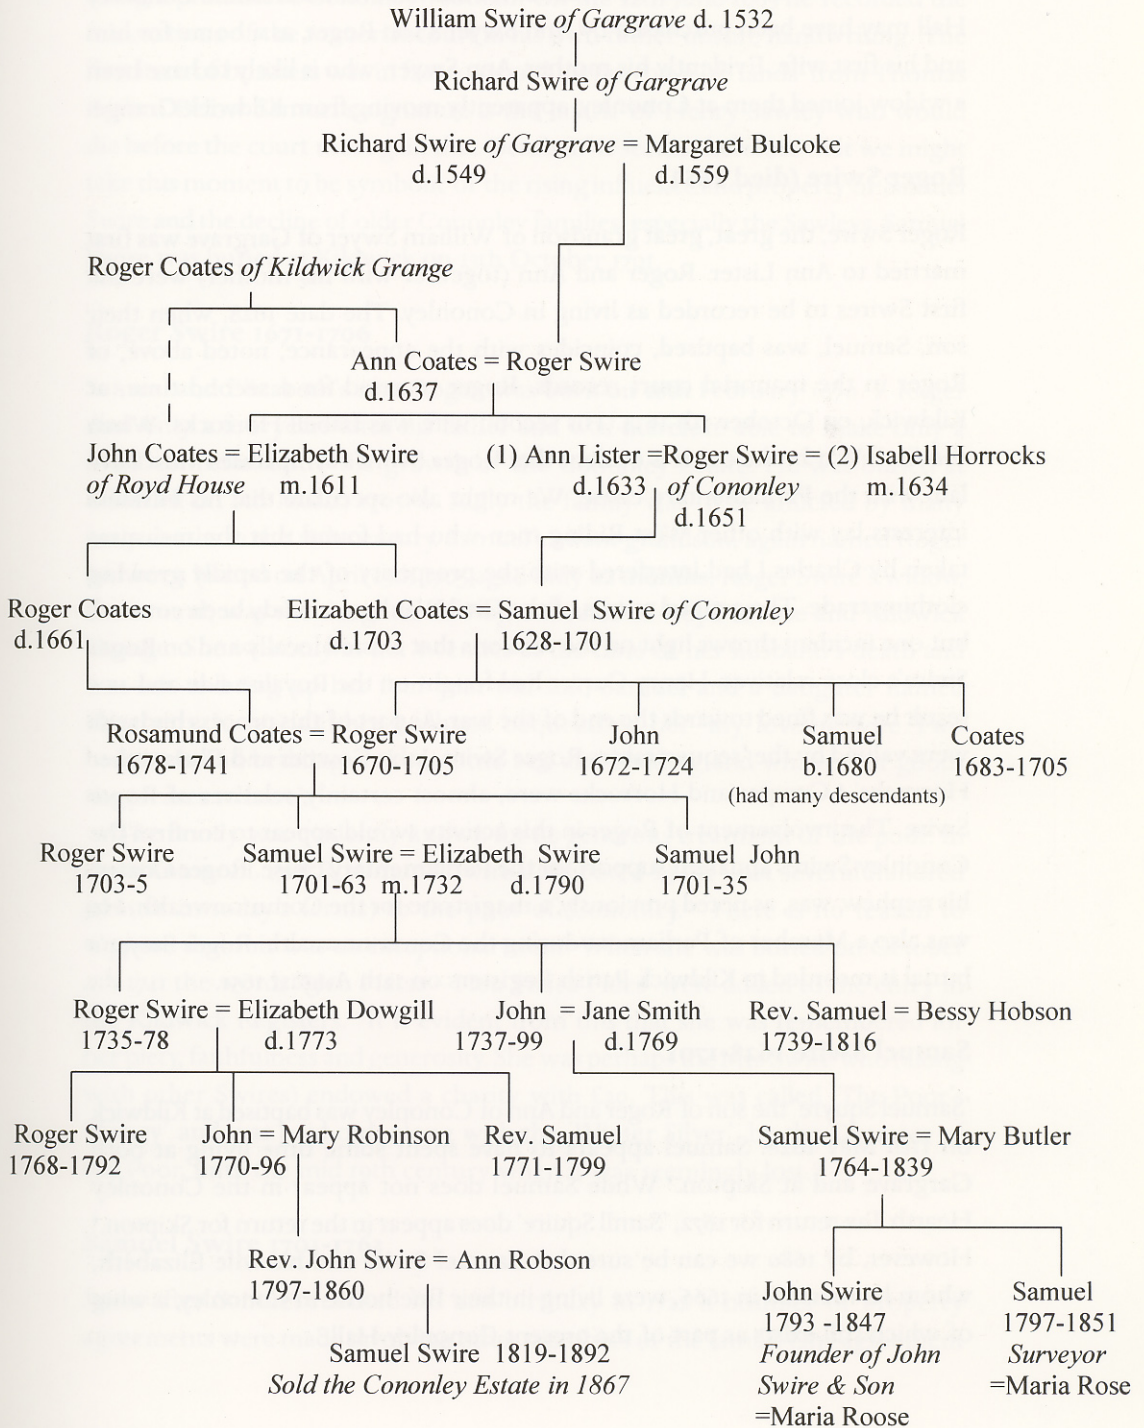 William Swire of Gargrave d. 1532
Richard Swire of Gargrave
Richard Swire of Gargrave = Margaret Bulcoke
d.1549 d.1559
Roger Coates of Kildwick Grange
Ann Coates = Roger Swire
d.1637
John Coates = Elizabeth Swire (1) Ann Lister =Roger Swire = (2) Isabell Horrocks
of Royd House m.1611 d.1633 of Cononley m.1634
d.1651
Roger Coates Elizabeth Coates = Samuel Swire of Cononley
d.1661 d.1703 1628-1701
Rosamund Coates = Roger Swire John Samuel Coates
1678-1741 1670-1705 1672-1724 b.1680 1683-1705
(had many descendants)
Roger Swire Samuel Swire = Elizabeth Swire Samuel John
1703-5 1701-63 m.1732 d.1790 1701-35
Roger Swire = Elizabeth Dowgill John = Jane Smith Rev. Samuel = Bessy Hobson
1735-78 d.1773 1737-99 d.1769 1739-1816
Roger Swire John = Mary Robinson Rev. Samuel Samuel Swire = Mary Butler
1768-1792 1770-96 1771-1799 1764-1839
Rev. John Swire = Ann Robson
1797-1860
John Swire Samuel
1793 -1847 1797-1851
Samuel Swire 1819-1892 Founder of John Surveyor
Sold the Cononley Estate in 1867 Swire & Son =Maria Rose
=Maria Roose